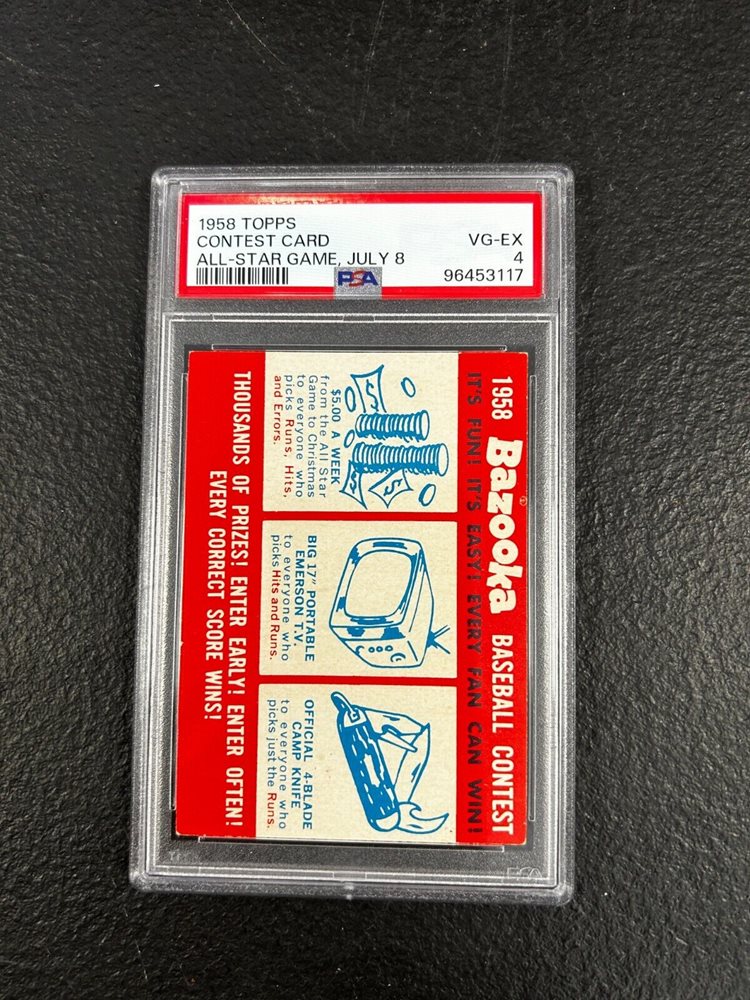 1958 TOPPS
CONTEST CARD
VG-EX
ALL-STAR GAME, JULY 8
4
PSA
96453117
1958 Bazooka BASEBALL CONTEST
IT'S FUN! IT'S EASY! EVERY FAN CAN WIN!
$5.00 A WEEK
from the All Star
Game to Christmas
to everyone who
picks Runs, Hits,
and Errors.
BIG 17" PORTABLE
EMERSON T.V.
to everyone who
picks Hits and Runs.
OFFICIAL 4-BLADE
CAMP KNIFE
to everyone who
picks just the Runs.
THOUSANDS OF PRIZES! ENTER EARLY! ENTER OFTEN!
EVERY CORRECT SCORE WINS!